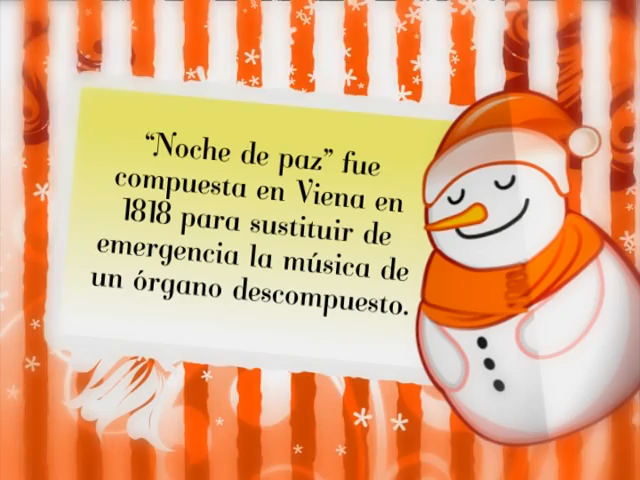 “Noche de paz” fue
compuesta en Viena en
1818 para sustituir de
emergencia la música de
un órgano descompuesto.